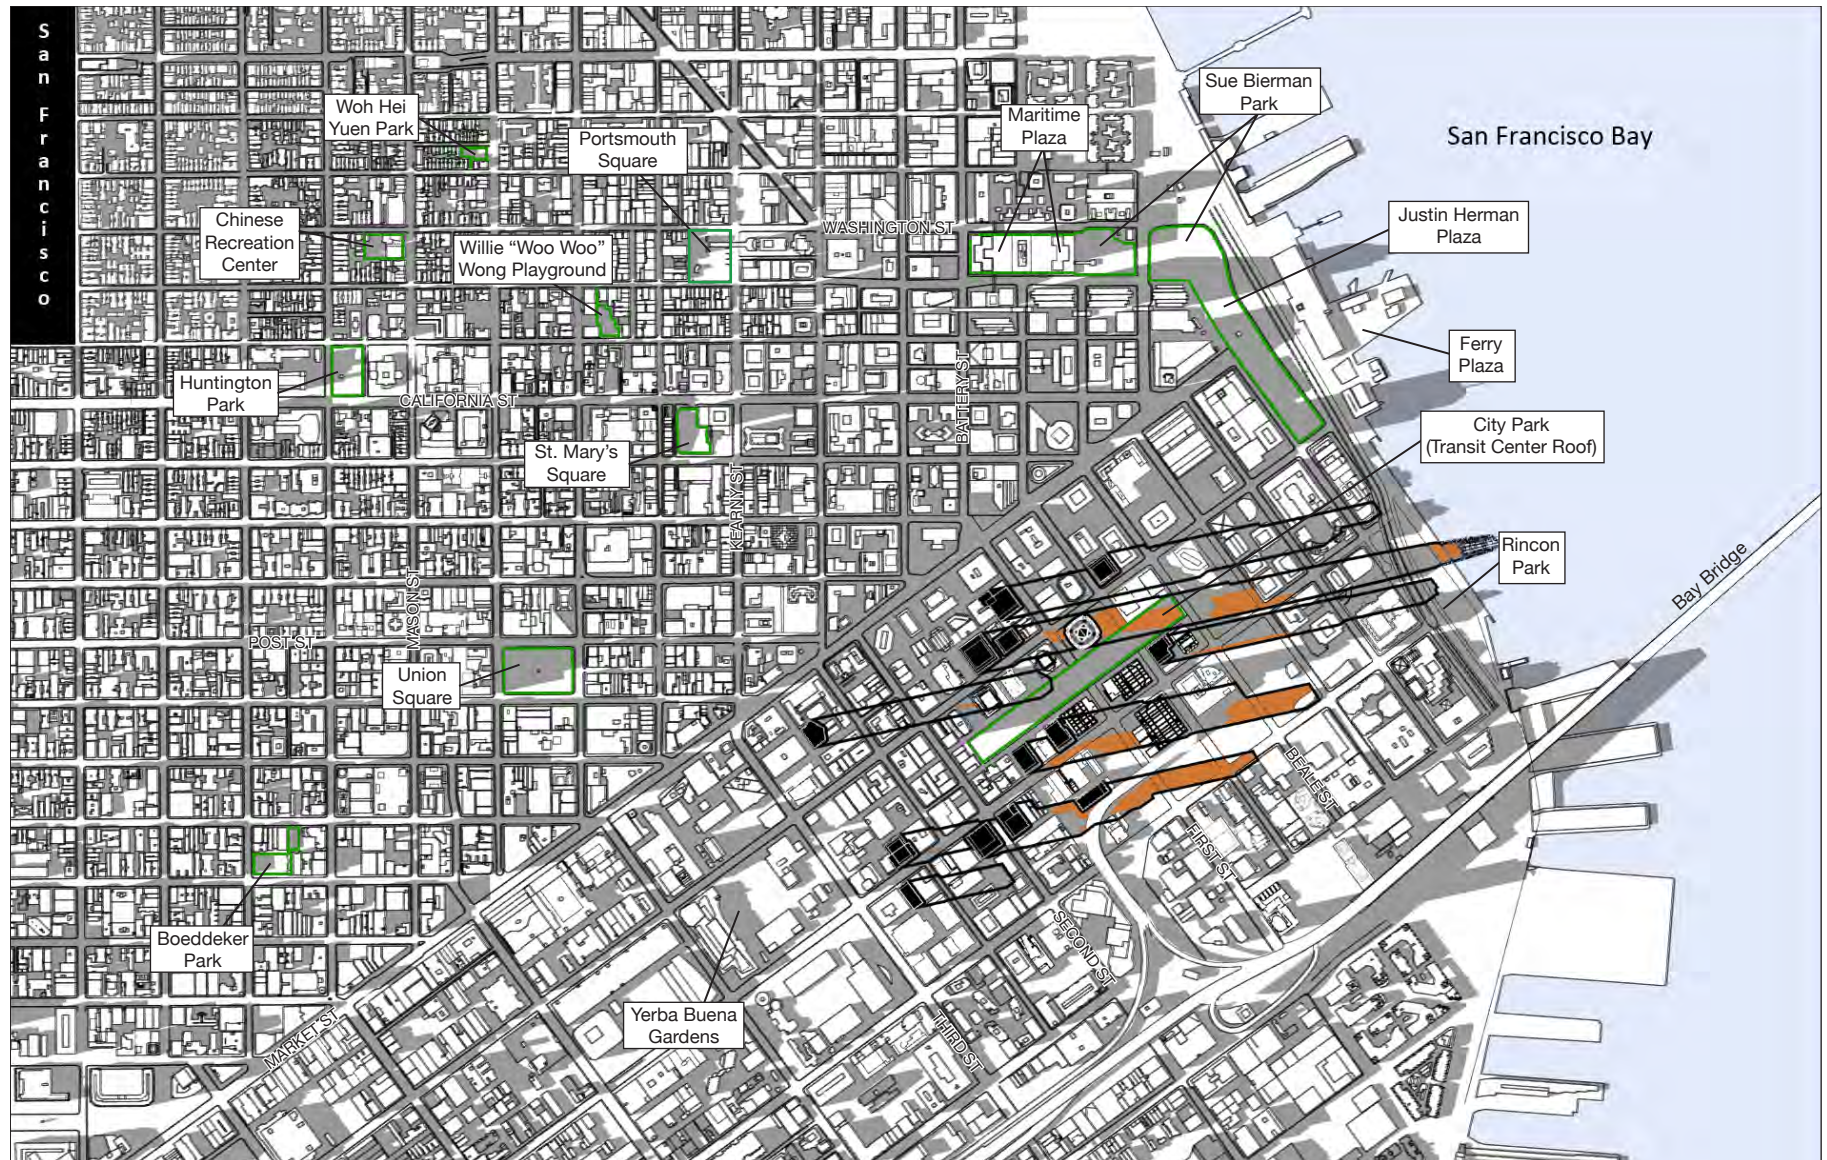 San Francisco
Woh Hei
Yuen Park
Portsmouth
Square
Maritime
Plaza
Sue Bierman
Park
San Francisco Bay
Chinese
Recreation
Center
Willie “Woo Woo”
Wong Playground
WASHINGTON ST
Justin Herman
Plaza
Ferry
Plaza
Huntington
Park
CALIFORNIA ST
BATTERY ST
City Park
(Transit Center Roof)
St. Mary’s
Square
KEARNY ST
Rincon
Park
Bay Bridge
MASON ST
POST ST
Union
Square
BEALE ST
FIRST ST
Boeddeker
Park
SECOND ST
Yerba Buena
Gardens
THIRD ST
MARKET ST